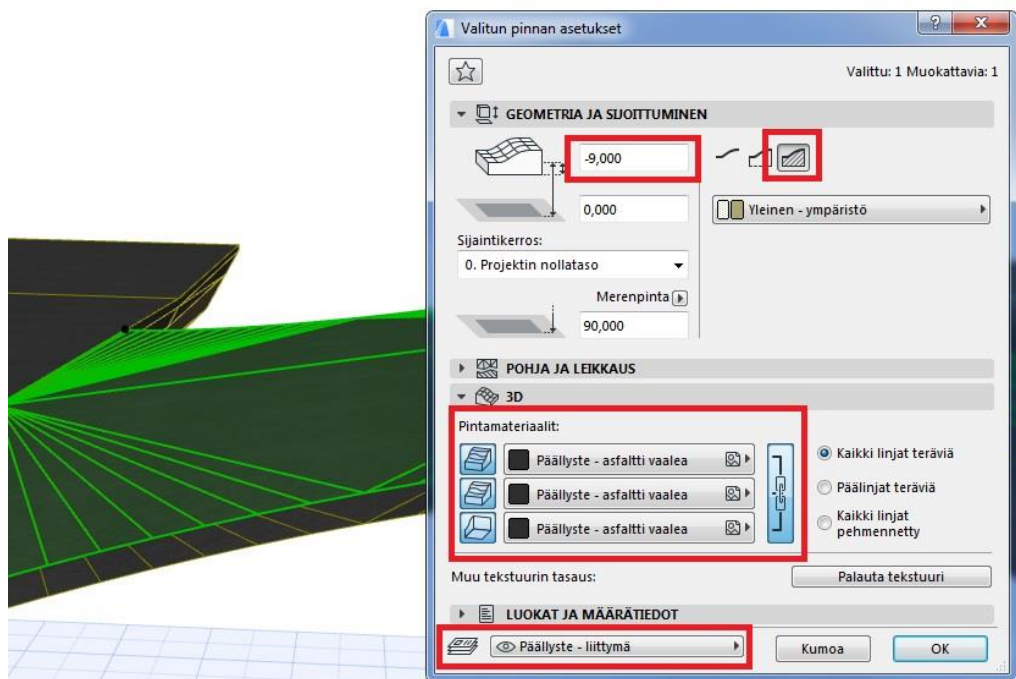 Valitun pinnan asetukset
Valittu: 1 Muokattavia: 1
GEOMETRIA JA SIJOITTUMINEN
-9,000
0,000
Yleinen - ympäristö
Sijaintikerros:
0. Projektin nollataso
Merenpinta
90,000
POHJA JA LEIKKAUS
3D
Pintamateriaalit:
Päällyste - asfaltti vaalea
Päällyste - asfaltti vaalea
Päällyste - asfaltti vaalea
Kaikki linjat teräviä
Päälinjat teräviä
Kaikki linjat
pehmennetty
Muu tekstuurin tasaus:
Palauta tekstuuri
LUOKAT JA MÄÄRÄTIEDOT
Päällyste - liittymä
Kumoa
OK